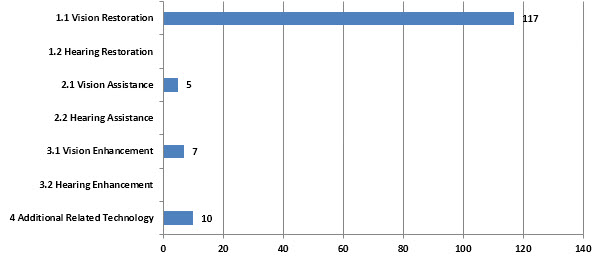 1.1 Vision Restoration 117
1.2 Hearing Restoration
2.1 Vision Assistance 5
2.2 Hearing Assistance
3.1 Vision Enhancement 7
3.2 Hearing Enhancement
4 Additional Related Technology 10
0 20 40 60 80 100 120 140